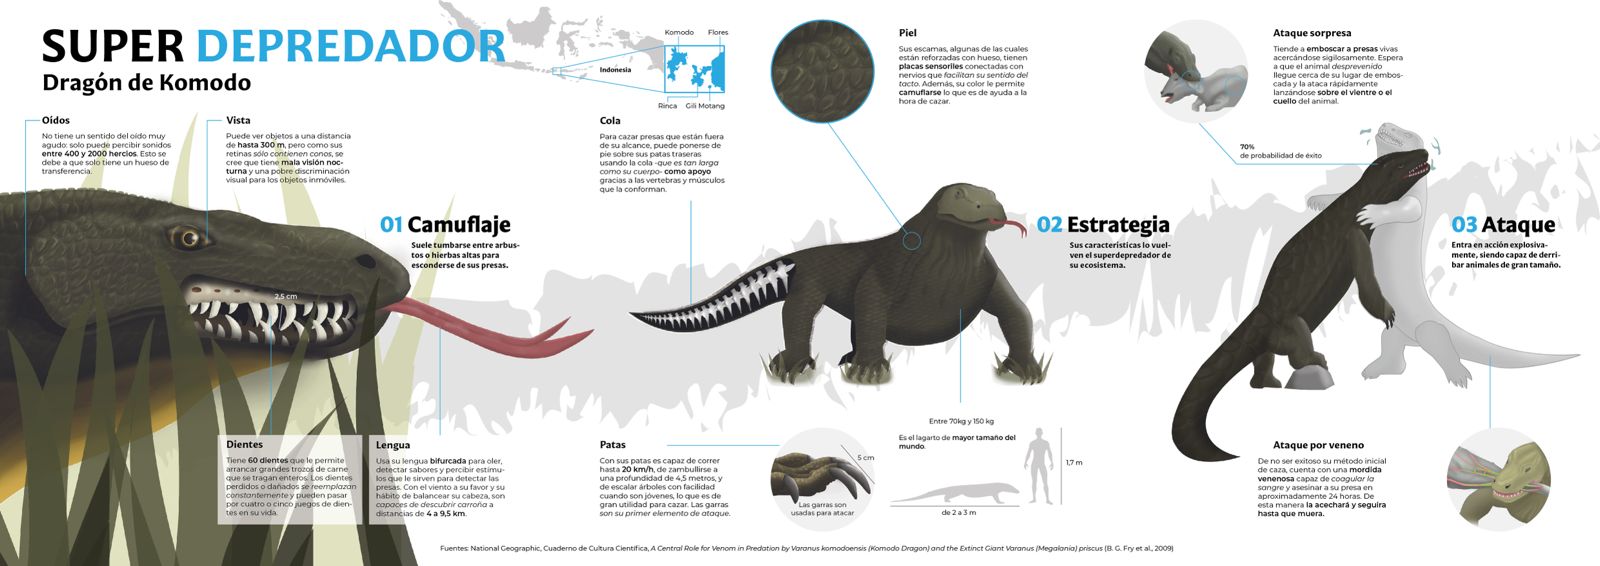 SUPER DEPREDADOR
Dragón de Komodo
Komodo
Flores
Indonesia
Rinca
Gili Motang
Oídos
No tiene un sentido del oído muy
agudo: solo puede percibir sonidos
entre 400 y 2000 hercios. Esto se
debe a que solo tiene un hueso de
transferencia.
Vista
Puede ver objetos a una distancia
de hasta 300 m, pero como sus
retinas sólo contienen conos, se
cree que tiene mala visión noc-
turna y una pobre discriminación
visual para los objetos inmóviles.
01 Camuflaje
Suele tumbarse entre arbus-
tos o hierbas altas para
esconderse de sus presas.
2,5 cm
Dientes
Tiene 60 dientes que le permite
arrancar grandes trozos de carne
que se tragan enteros. Los dientes
perdidos o dañados se reemplazan
constantemente y pueden pasar
por cuatro o cinco juegos de dien-
tes en su vida.
Lengua
Usa su lengua bifurcada para oler,
detectar sabores y percibir estímu-
los que le sirven para detectar las
presas. Con el viento a su favor y su
hábito de balancear su cabeza, son
capaces de descubrir carroña a
distancias de 4 a 9,5 km.
Cola
Para cazar presas que están fuera
de su alcance, puede ponerse de
pie sobre sus patas traseras
usando la cola -que es tan larga
como su cuerpo- como apoyo
gracias a las vertebras y músculos
que la conforman.
Piel
Sus escamas, algunas de las cuales
están reforzadas con hueso, tienen
placas sensoriles conectadas con
nervios que facilitan su sentido del
tacto. Además, su color le permite
camuflarse lo que es de ayuda a la
hora de cazar.
02 Estrategia
Sus características lo vuel-
ven el superdepredador de
su ecosistema.
Patas
Con sus patas es capaz de correr
hasta 20 km/h, de zambullirse a
una profundidad de 4,5 metros, y
de escalar árboles con facilidad
cuando son jóvenes, lo que es de
gran utilidad para cazar. Las garras
son su primer elemento de ataque.
5 cm
Las garras son
usadas para atacar
Entre 70kg y 150 kg
Es el lagarto de mayor tamaño del
mundo.
1,7 m
de 2 a 3 m
Ataque sorpresa
Tiende a emboscar a presas vivas
acercándose sigilosamente. Espera
a que el animal desprevenido
llegue cerca de su lugar de embos-
cada y la ataca rápidamente
lanzándose sobre el vientre o el
cuello del animal.
70%
de probabilidad de éxito
03 Ataque
Entra en acción explosiva-
mente, siendo capaz de derri-
bar animales de gran tamaño.
Ataque por veneno
De no ser exitoso su método inicial
de caza, cuenta con una mordida
venenosa capaz de coagular la
sangre y asesinar a su presa en
aproximadamente 24 horas. De
esta manera la acechará y seguira
hasta que muera.
Fuentes: National Geographic, Cuaderno de Cultura Científica, A Central Role for Venom in Predation by Varanus komodoensis (Komodo Dragon) and the Extinct Giant Varanus (Megalania) priscus (B. G. Fry et al., 2009)